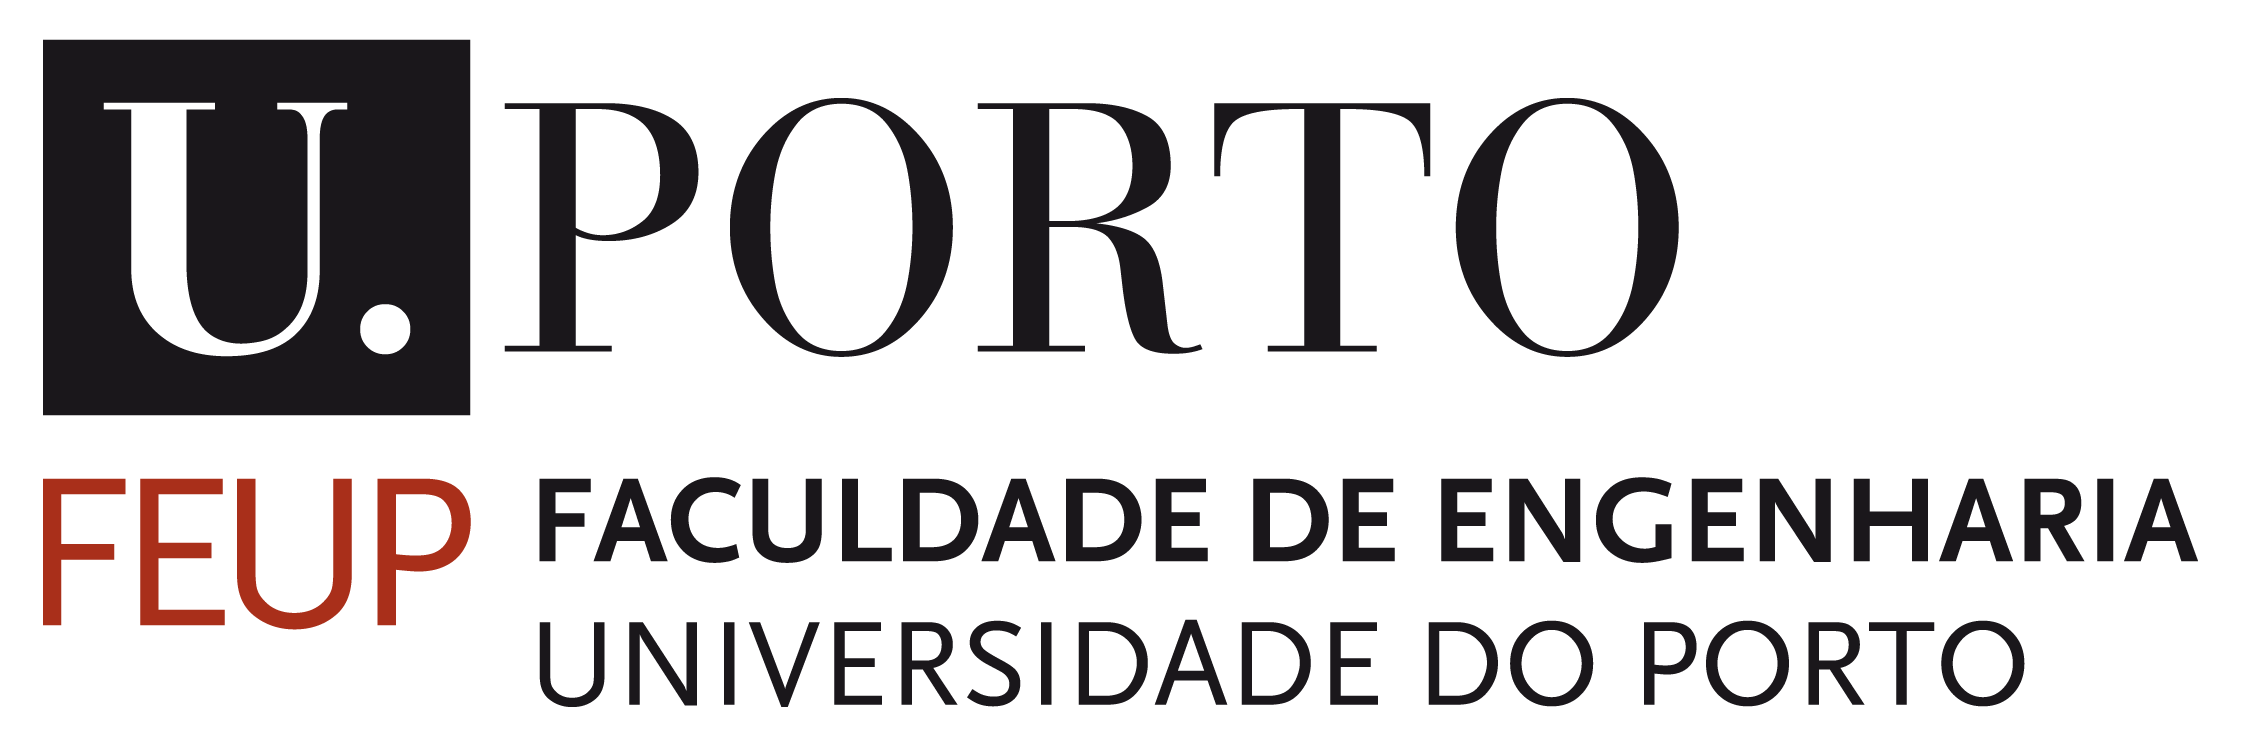 U. PORTO
FEUP FACULDADE DE ENGENHARIA
UNIVERSIDADE DO PORTO